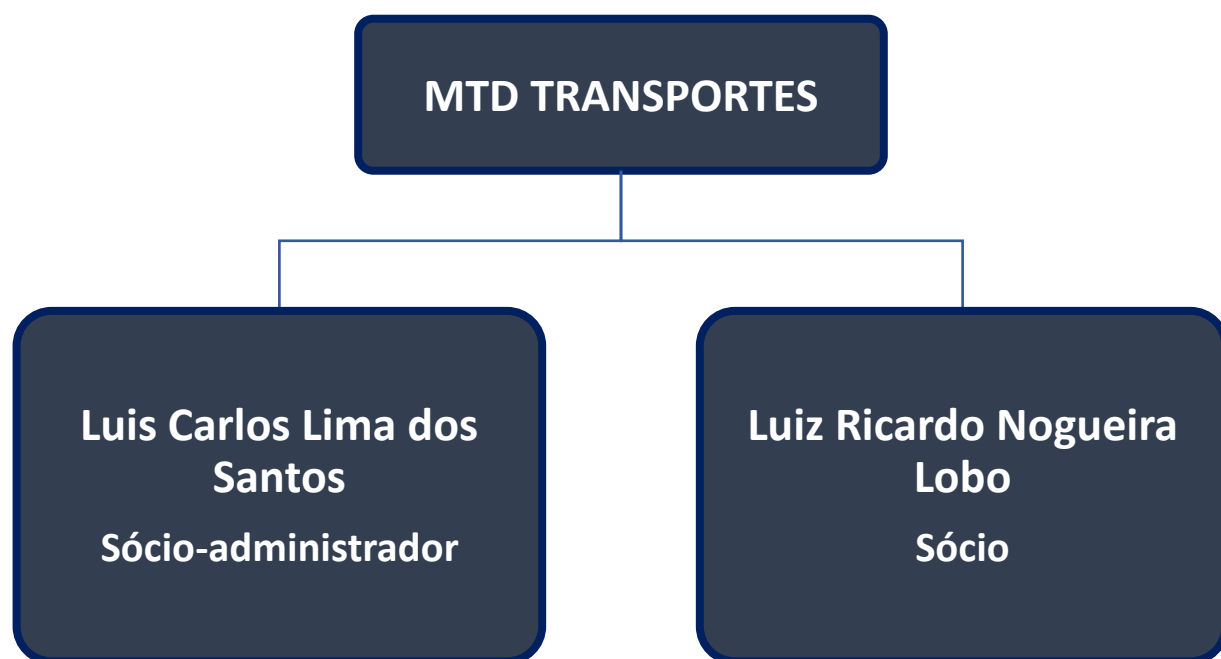 MTD TRANSPORTES
Luis Carlos Lima dos
Santos
Sócio-administrador
Luiz Ricardo Nogueira
Lobo
Sócio